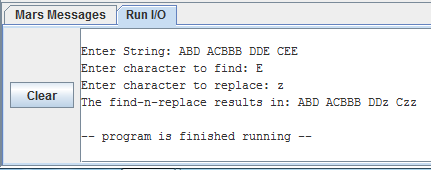 Mars Messages Run I/O
Enter String: ABD ACBBB DDE CEE
Enter character to find: E
Enter character to replace: z
Clear
The find-n-replace results in: ABD ACBBB DDz Czz
-- program is finished running --